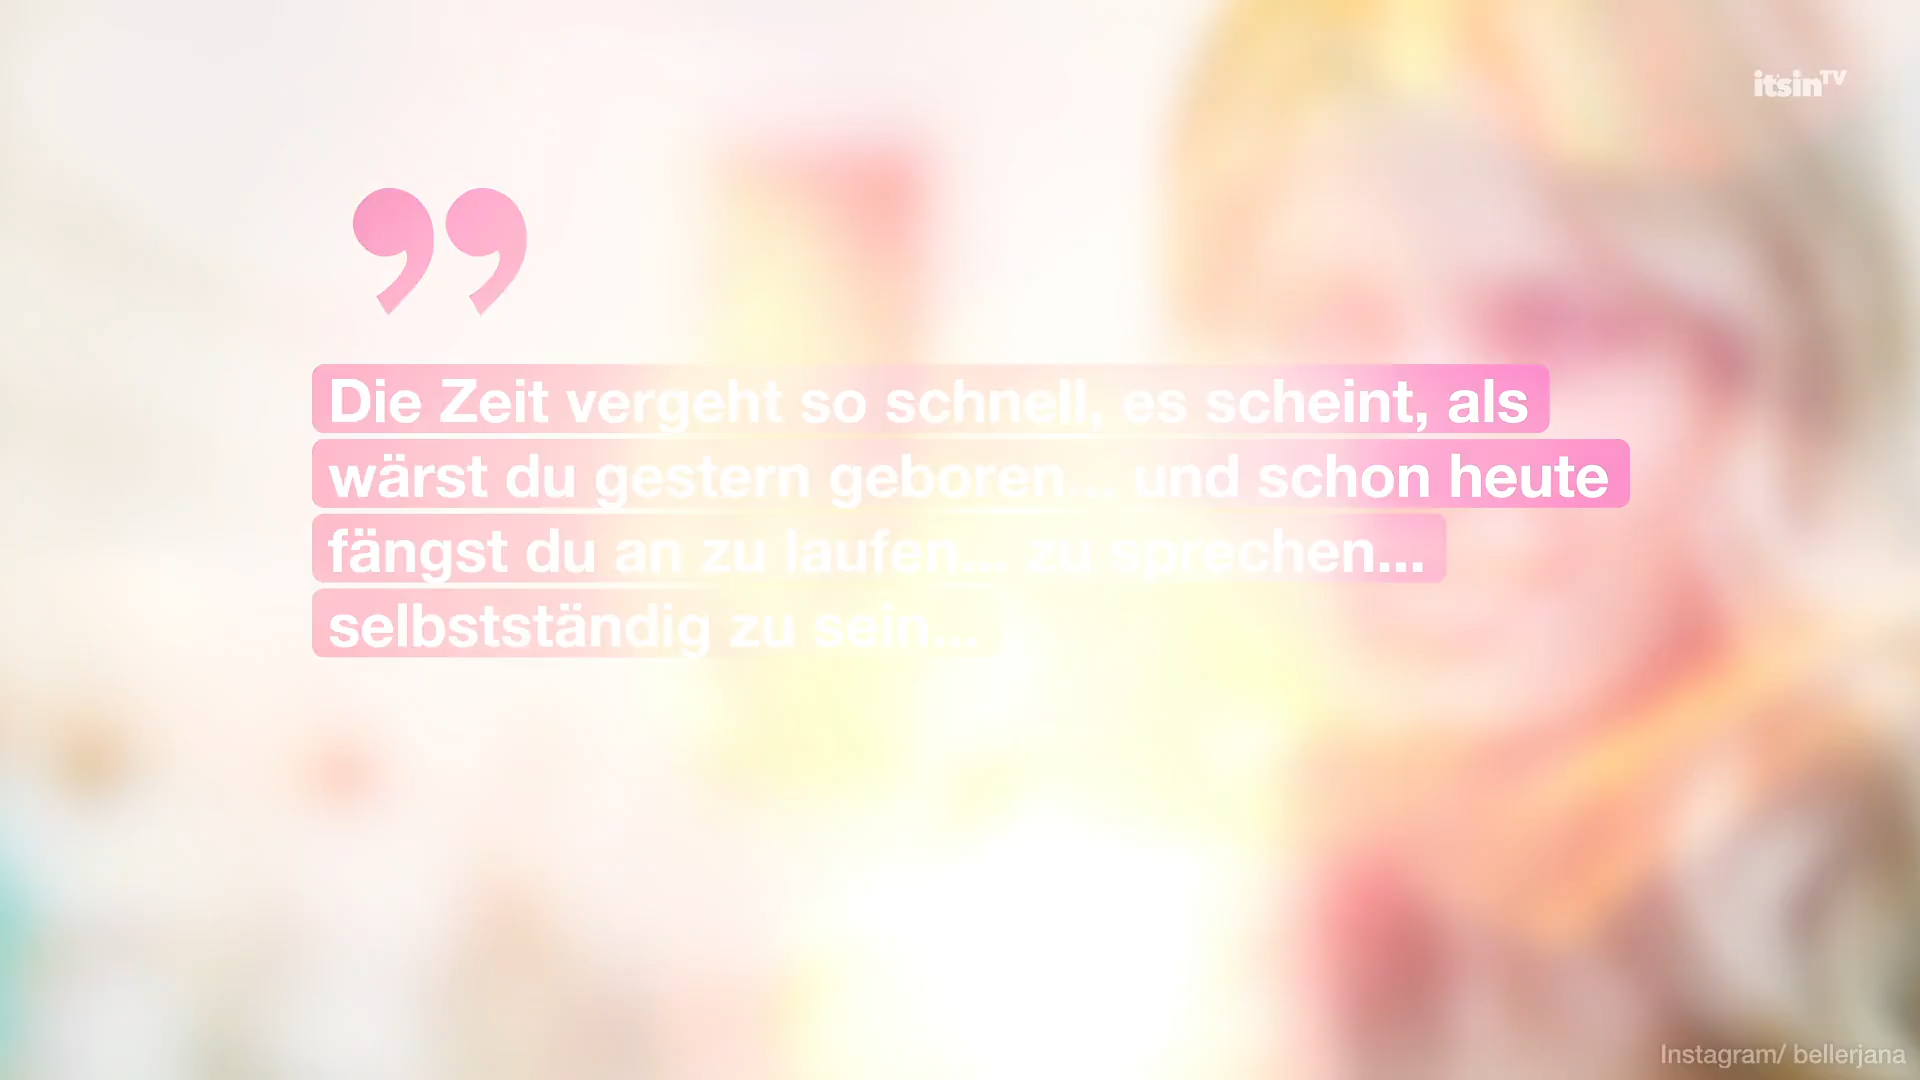 itsinTV
Die Zeit vergeht so schnell, es scheint, als
wärst du gestern geboren... und schon heute
fängst du an zu laufen... zu sprechen...
selbstständig zu sein...
Instagram/ bellerjana